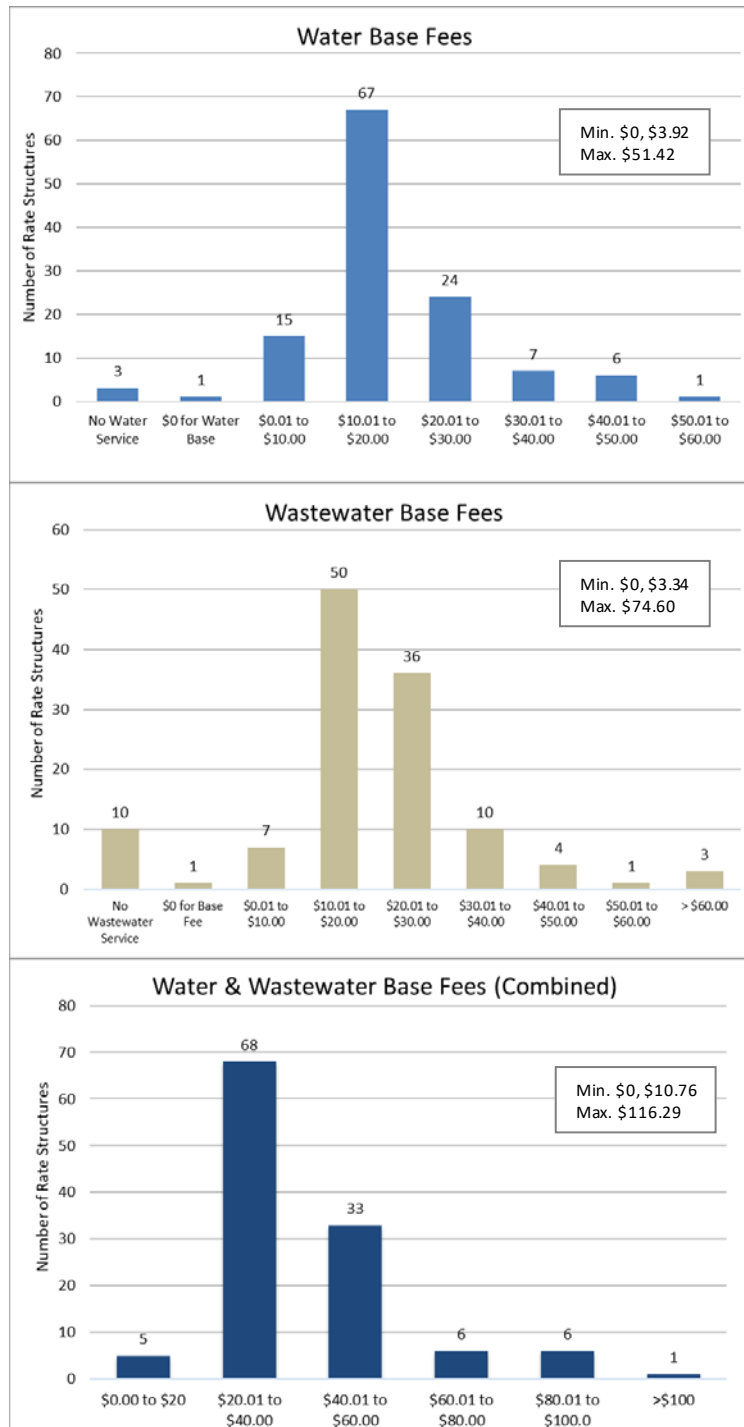 Water Base Fees
80
70
60
50
40
30
20
10
0
Number of Rate Structures
3
1
15
67
24
7
6
1
Min. $0, $3.92
Max. $51.42
No Water Service
$0 for Water Base
$0.01 to $10.00
$10.01 to $20.00
$20.01 to $30.00
$30.01 to $40.00
$40.01 to $50.00
$50.01 to $60.00
Wastewater Base Fees
60
50
40
30
20
10
0
Number of Rate Structures
10
1
7
50
36
10
4
1
3
Min. $0, $3.34
Max. $74.60
No Wastewater Service
$0 for Base Fee
$0.01 to $10.00
$10.01 to $20.00
$20.01 to $30.00
$30.01 to $40.00
$40.01 to $50.00
$50.01 to $60.00
> $60.00
Water & Wastewater Base Fees (Combined)
80
70
60
50
40
30
20
10
0
Number of Rate Structures
5
68
33
6
6
1
Min. $0, $10.76
Max. $116.29
$0.00 to $20
$20.01 to $40.00
$40.01 to $60.00
$60.01 to $80.00
$80.01 to $100.0
>$100